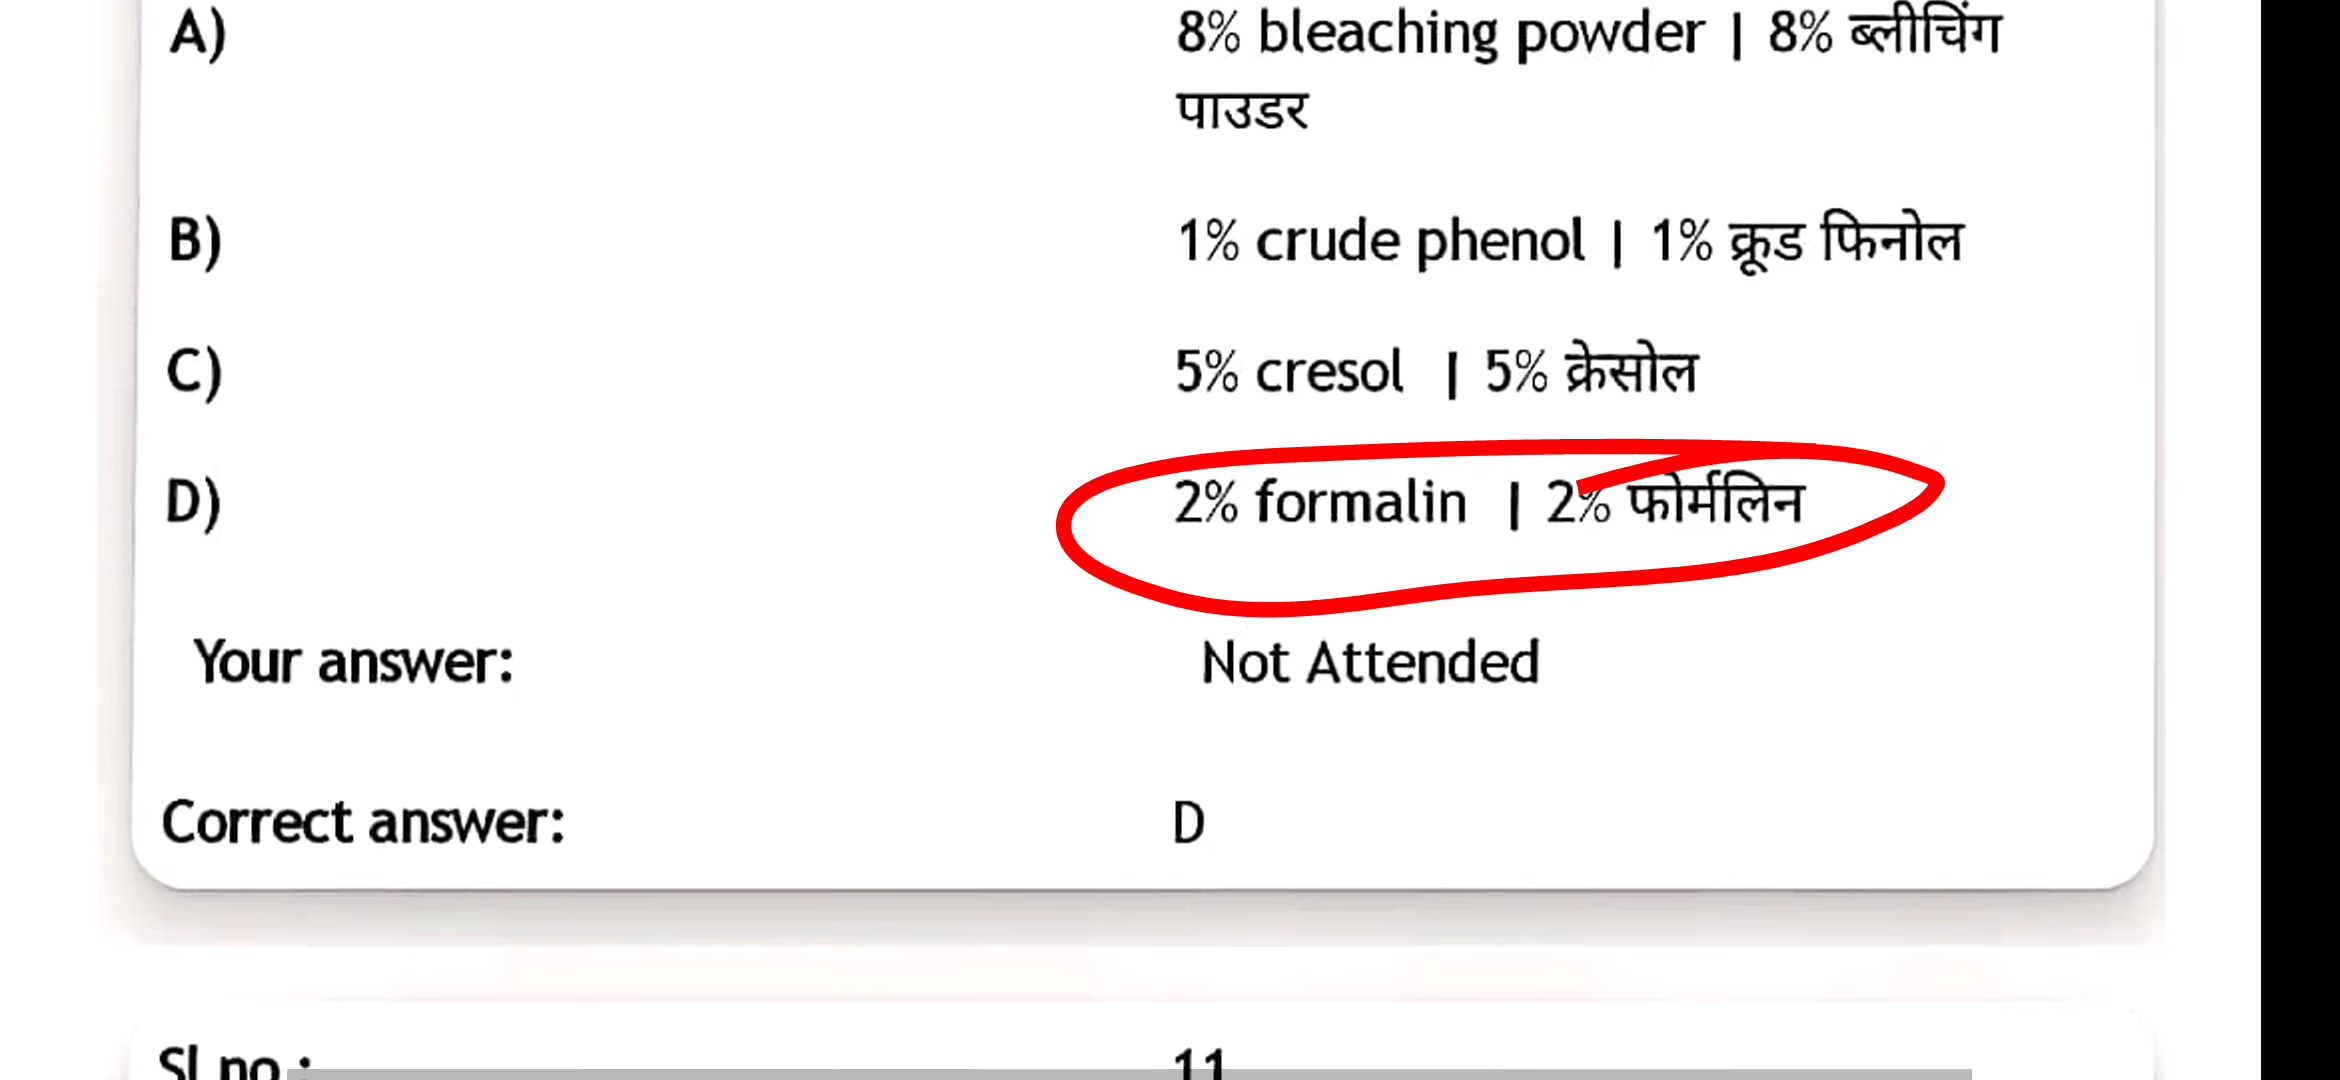 A) 8% bleaching powder | 8% ब्लीचिंग
पाउडर
B) 1% crude phenol | 1% क्रूड फिनोल
C) 5% cresol | 5% क्रेसोल
D) 2% formalin | 2% फोर्मलिन
Your answer: Not Attended
Correct answer: D
Sl no : 11